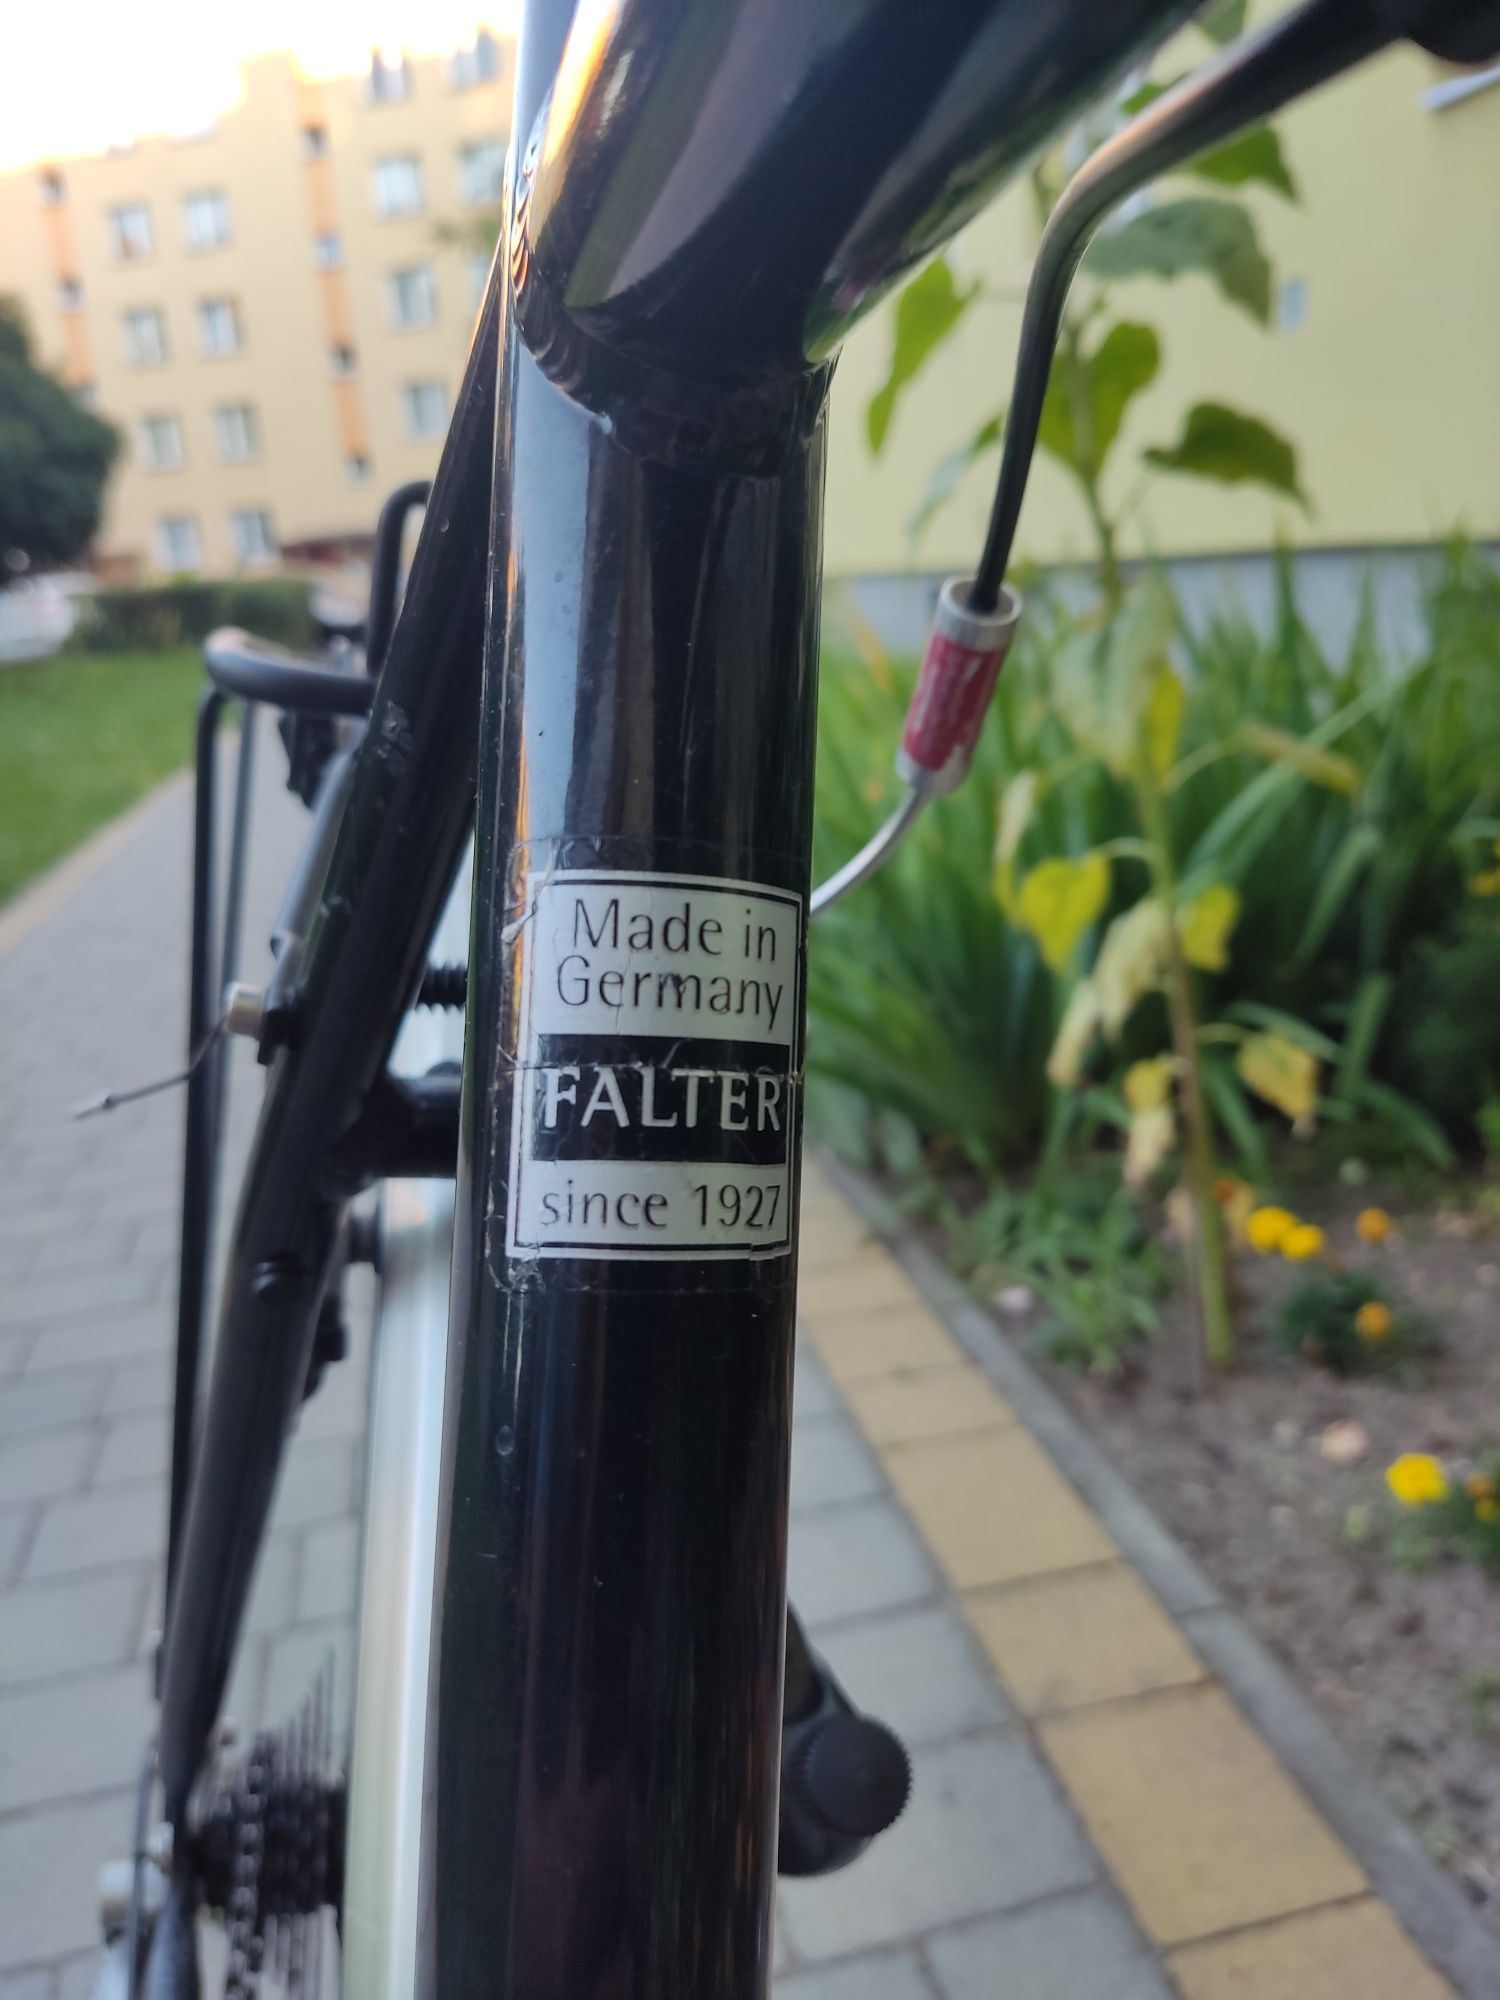 Made in
Germany
FALTER
since 1927